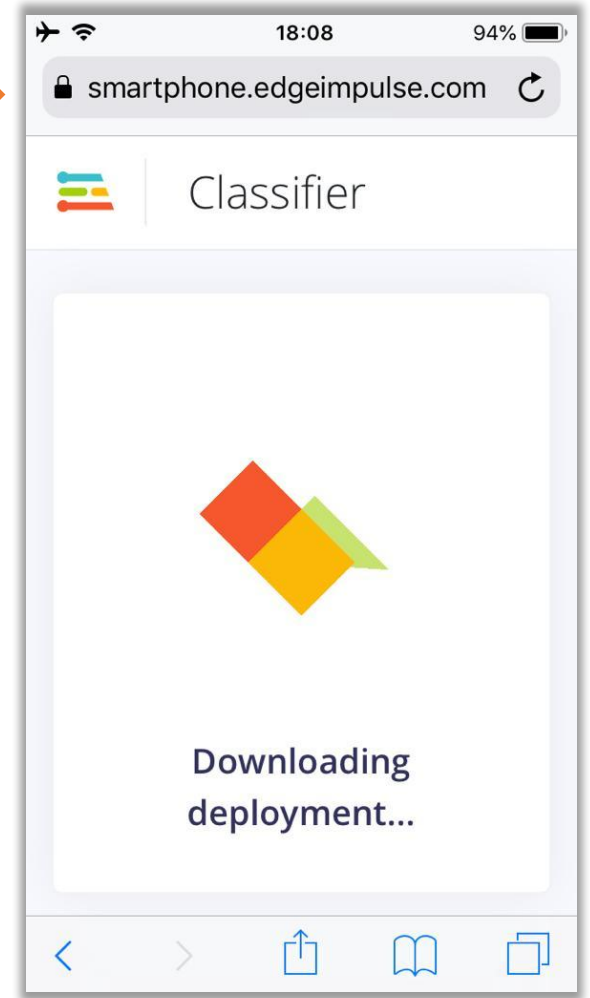 18:08
94%
smartphone.edgeimpulse.com
Classifier
Downloading
deployment...